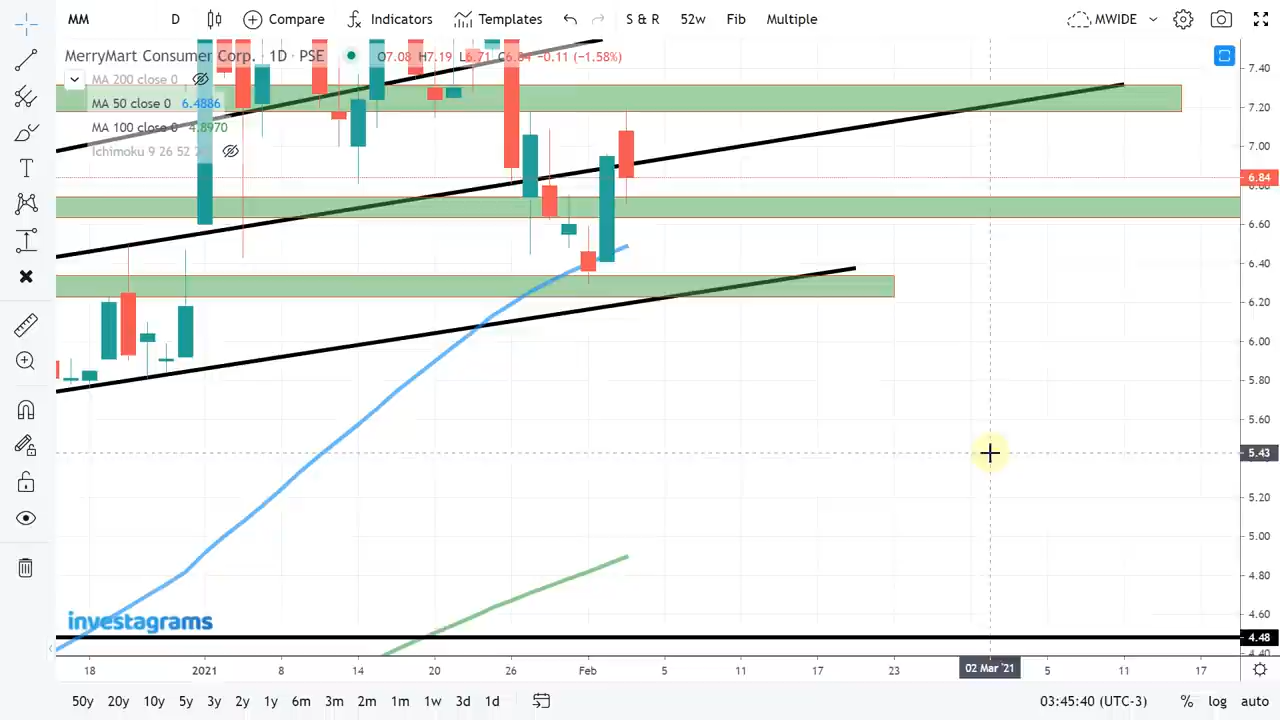 MM D Compare Indicators Templates S & R 52w Fib Multiple MWIDE
MerryMart Consumer Corp. · 1D · PSE O7.08 H7.19 L6.71 C6.84 −0.11 (−1.58%)
MA 200 close 0
MA 50 close 0 6.4886
MA 100 close 0 4.8970
Ichimoku 9 26 52
7.40
7.20
7.00
6.84
6.80
6.60
6.40
6.20
6.00
5.80
5.60
5.43
5.20
5.00
4.80
4.60
4.48
4.40
investagrams
18 2021 8 14 20 26 Feb 5 11 17 23 02 Mar '21 5 11 17
50y 20y 10y 5y 3y 2y 1y 6m 3m 2m 1m 1w 3d 1d 03:45:40 (UTC-3) % log auto